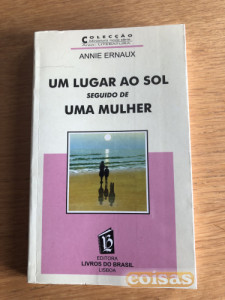 COLECÇÃO
ANNIE ERNAUX
UM LUGAR AO SOL
SEGUIDO DE
UMA MULHER
EDITORA
LIVROS DO BRASIL
LISBOA
coisas